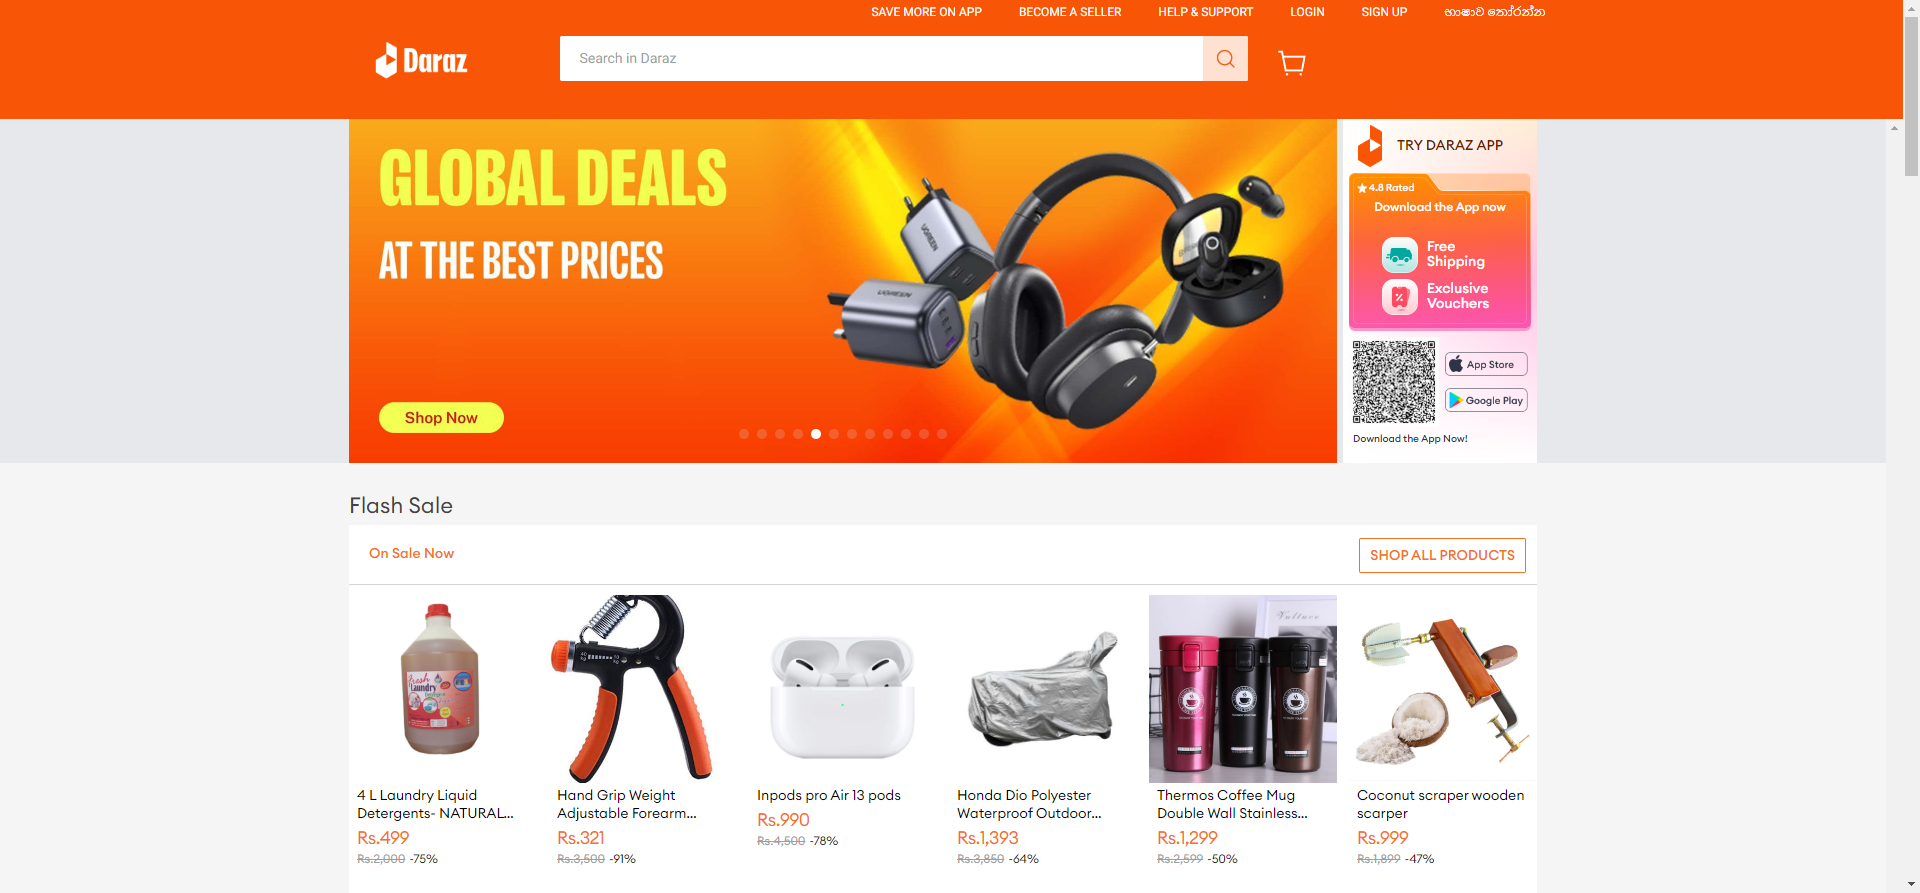 SAVE MORE ON APP
BECOME A SELLER
HELP & SUPPORT
LOGIN
SIGN UP
භාෂාව තෝරන්න
Daraz
Search in Daraz
GLOBAL DEALS
AT THE BEST PRICES
UGREEN
UGREEN
Shop Now
TRY DARAZ APP
4.8 Rated
Download the App now
Free
Shipping
Exclusive
Vouchers
App Store
Google Play
Download the App Now!
Flash Sale
On Sale Now
SHOP ALL PRODUCTS
Fresh
Laundry
4 L Laundry Liquid
Detergents- NATURAL...
Rs.499
Rs.2,000 -75%
Hand Grip Weight
Adjustable Forearm...
Rs.321
Rs.3,500 -91%
Inpods pro Air 13 pods
Rs.990
Rs.4,500 -78%
Honda Dio Polyester
Waterproof Outdoor...
Rs.1,393
Rs.3,850 -64%
Thermos Coffee Mug
Double Wall Stainless...
Rs.1,299
Rs.2,599 -50%
Coconut scraper wooden
scarper
Rs.999
Rs.1,899 -47%